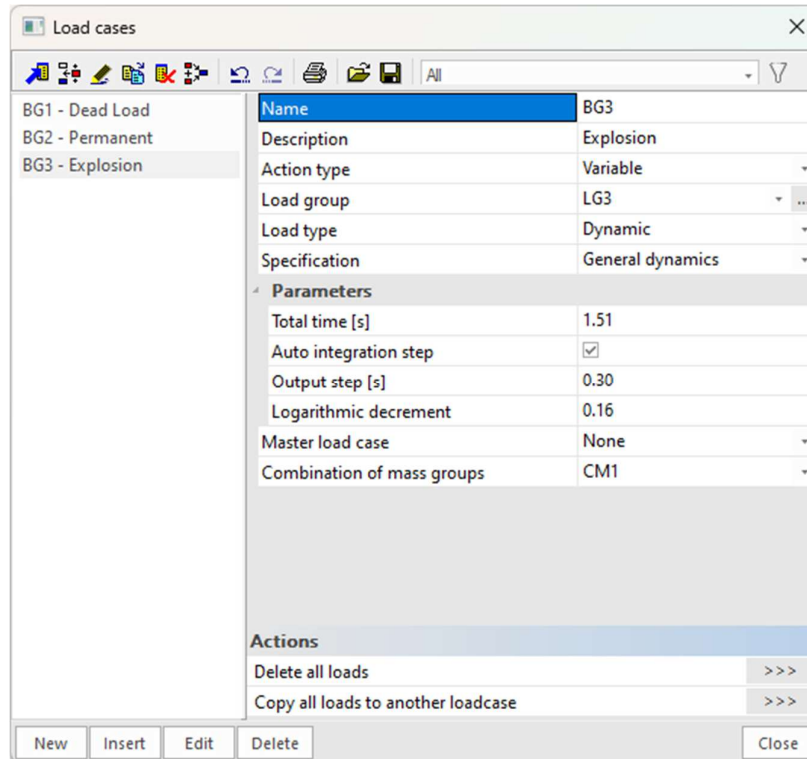 Load cases
All
BG1 - Dead Load
BG2 - Permanent
BG3 - Explosion
Name BG3
Description Explosion
Action type Variable
Load group LG3 ...
Load type Dynamic
Specification General dynamics
Parameters
Total time [s] 1.51
Auto integration step
Output step [s] 0.30
Logarithmic decrement 0.16
Master load case None
Combination of mass groups CM1
Actions
Delete all loads >>>
Copy all loads to another loadcase >>>
New Insert Edit Delete Close